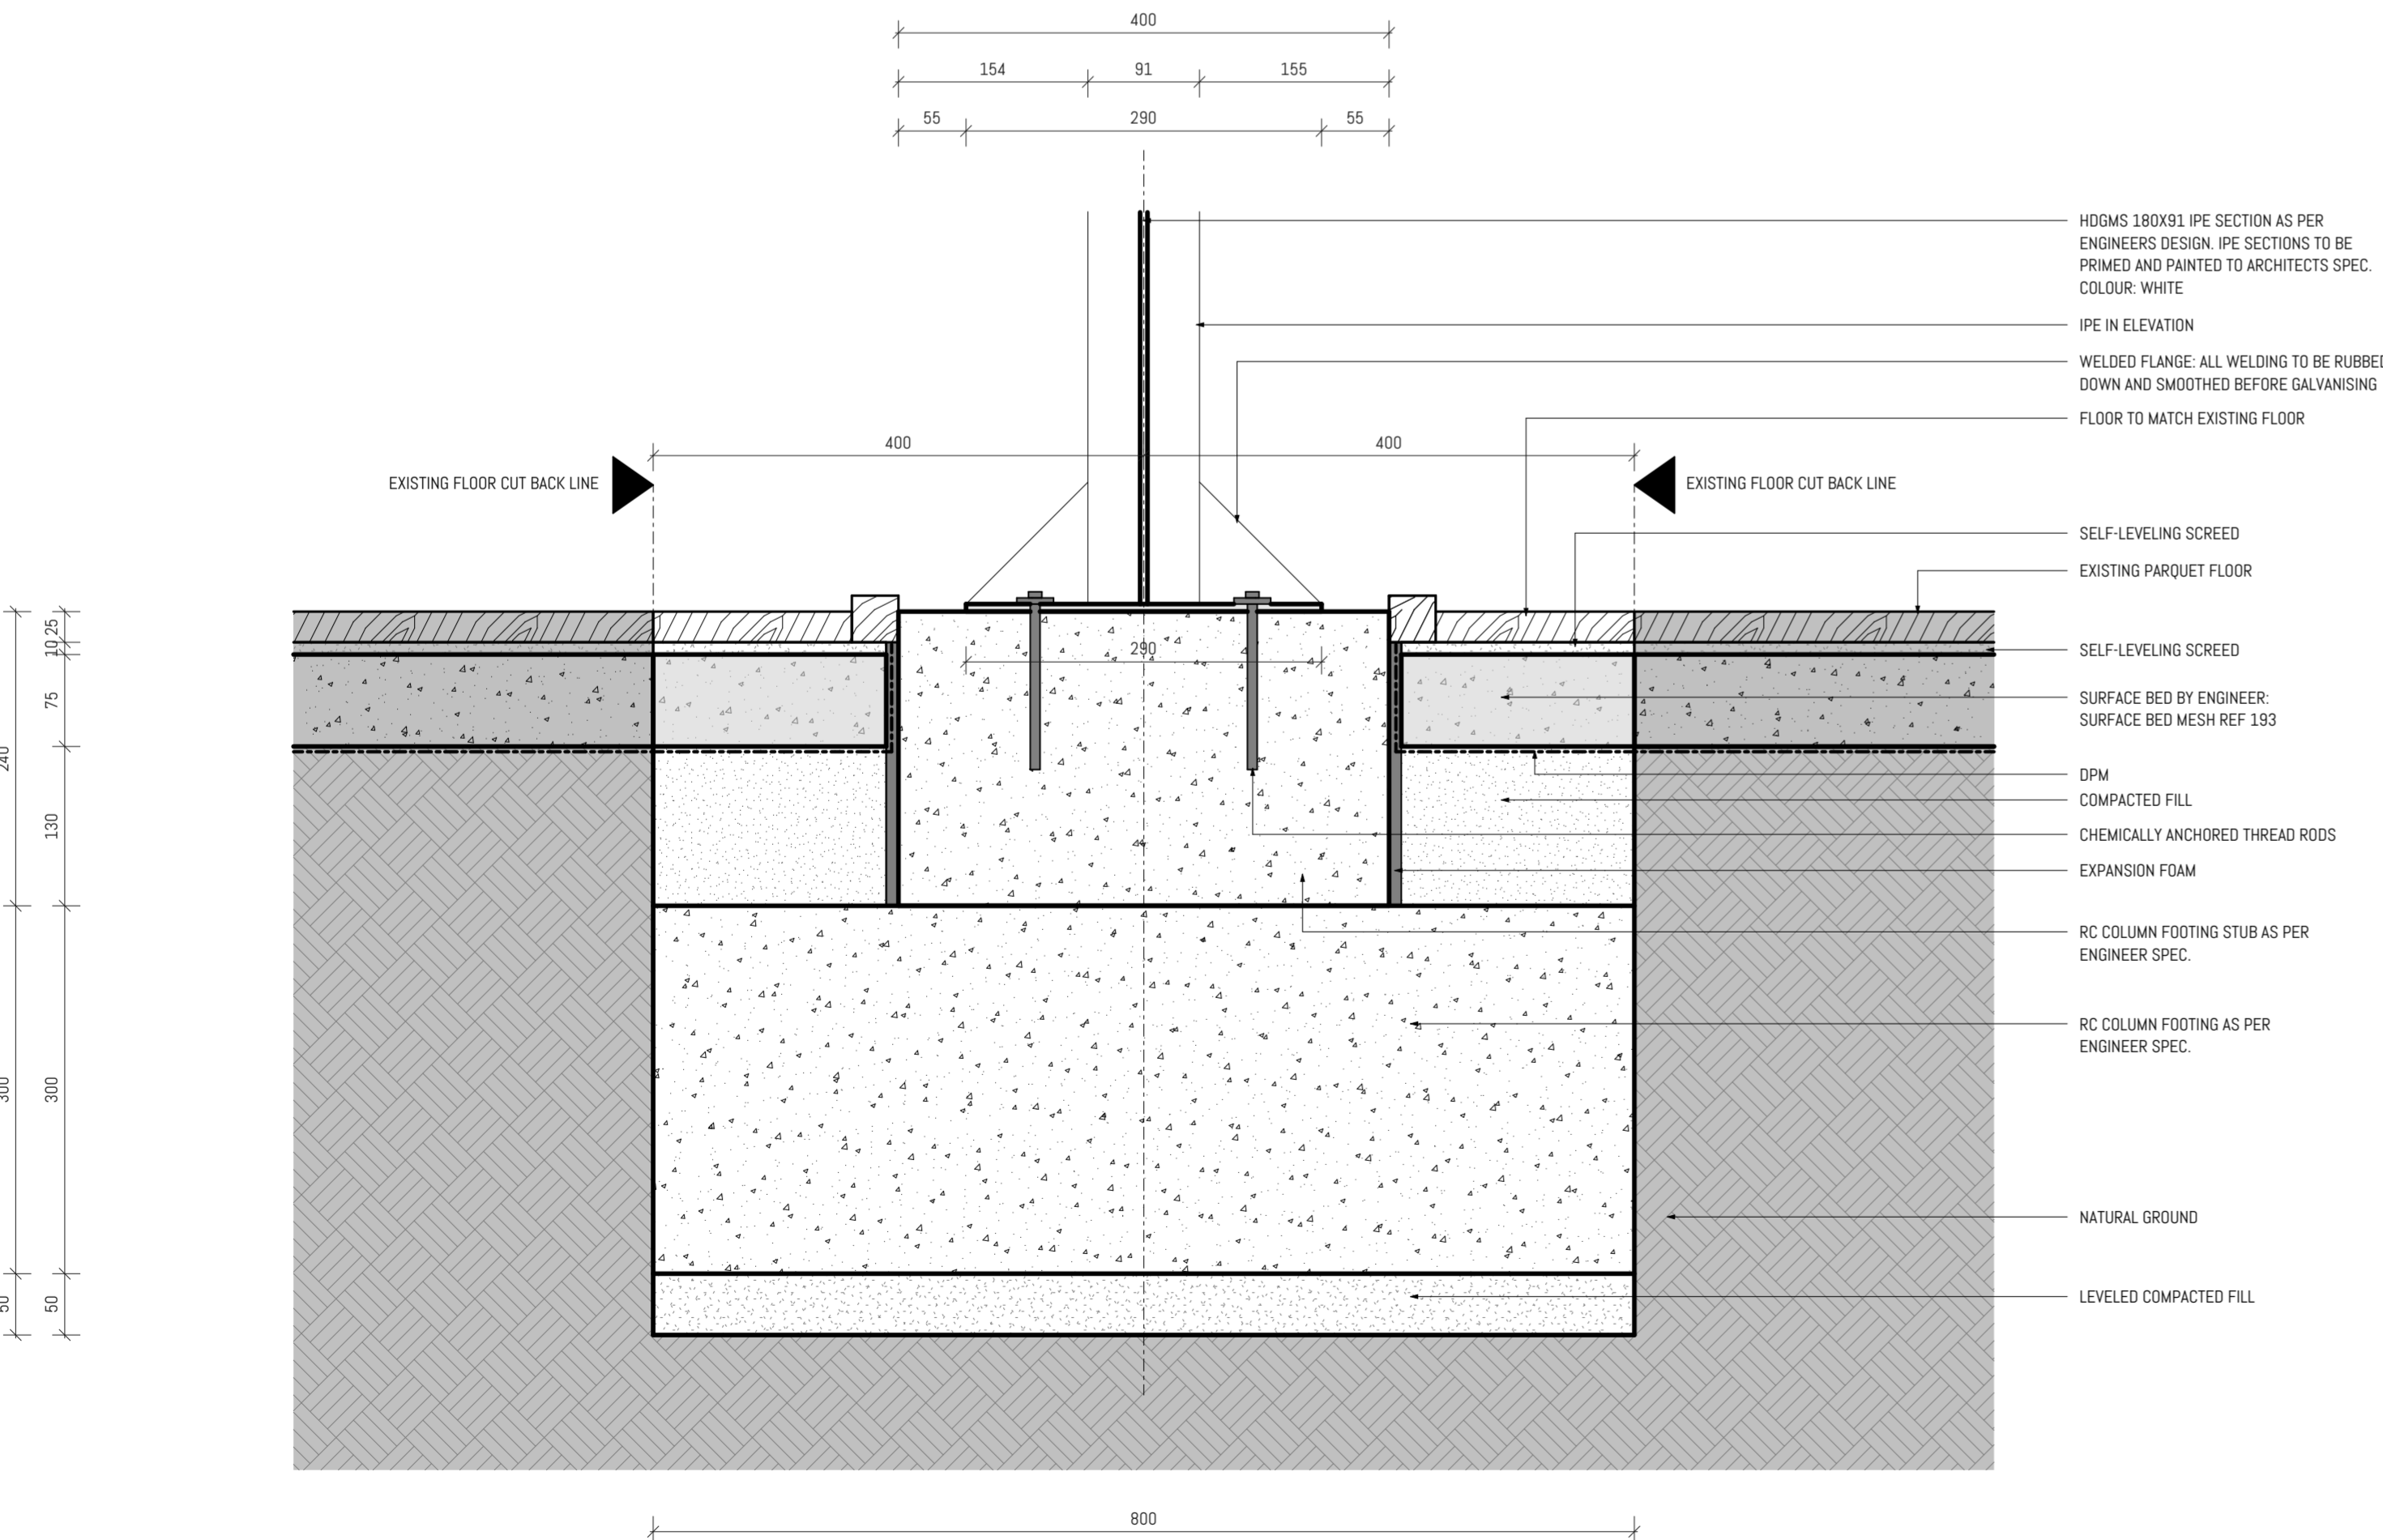 400
154 91 155
55 290 55
HDGMS 180X91 IPE SECTION AS PER
ENGINEERS DESIGN. IPE SECTIONS TO BE
PRIMED AND PAINTED TO ARCHITECTS SPEC.
COLOUR: WHITE
IPE IN ELEVATION
WELDED FLANGE: ALL WELDING TO BE RUBBED
DOWN AND SMOOTHED BEFORE GALVANISING
FLOOR TO MATCH EXISTING FLOOR
400 400
EXISTING FLOOR CUT BACK LINE
EXISTING FLOOR CUT BACK LINE
SELF-LEVELING SCREED
EXISTING PARQUET FLOOR
25
10
290
SELF-LEVELING SCREED
75
SURFACE BED BY ENGINEER:
SURFACE BED MESH REF 193
240
DPM
COMPACTED FILL
130
CHEMICALLY ANCHORED THREAD RODS
EXPANSION FOAM
RC COLUMN FOOTING STUB AS PER
ENGINEER SPEC.
RC COLUMN FOOTING AS PER
ENGINEER SPEC.
300 300
NATURAL GROUND
50 50
LEVELED COMPACTED FILL
800